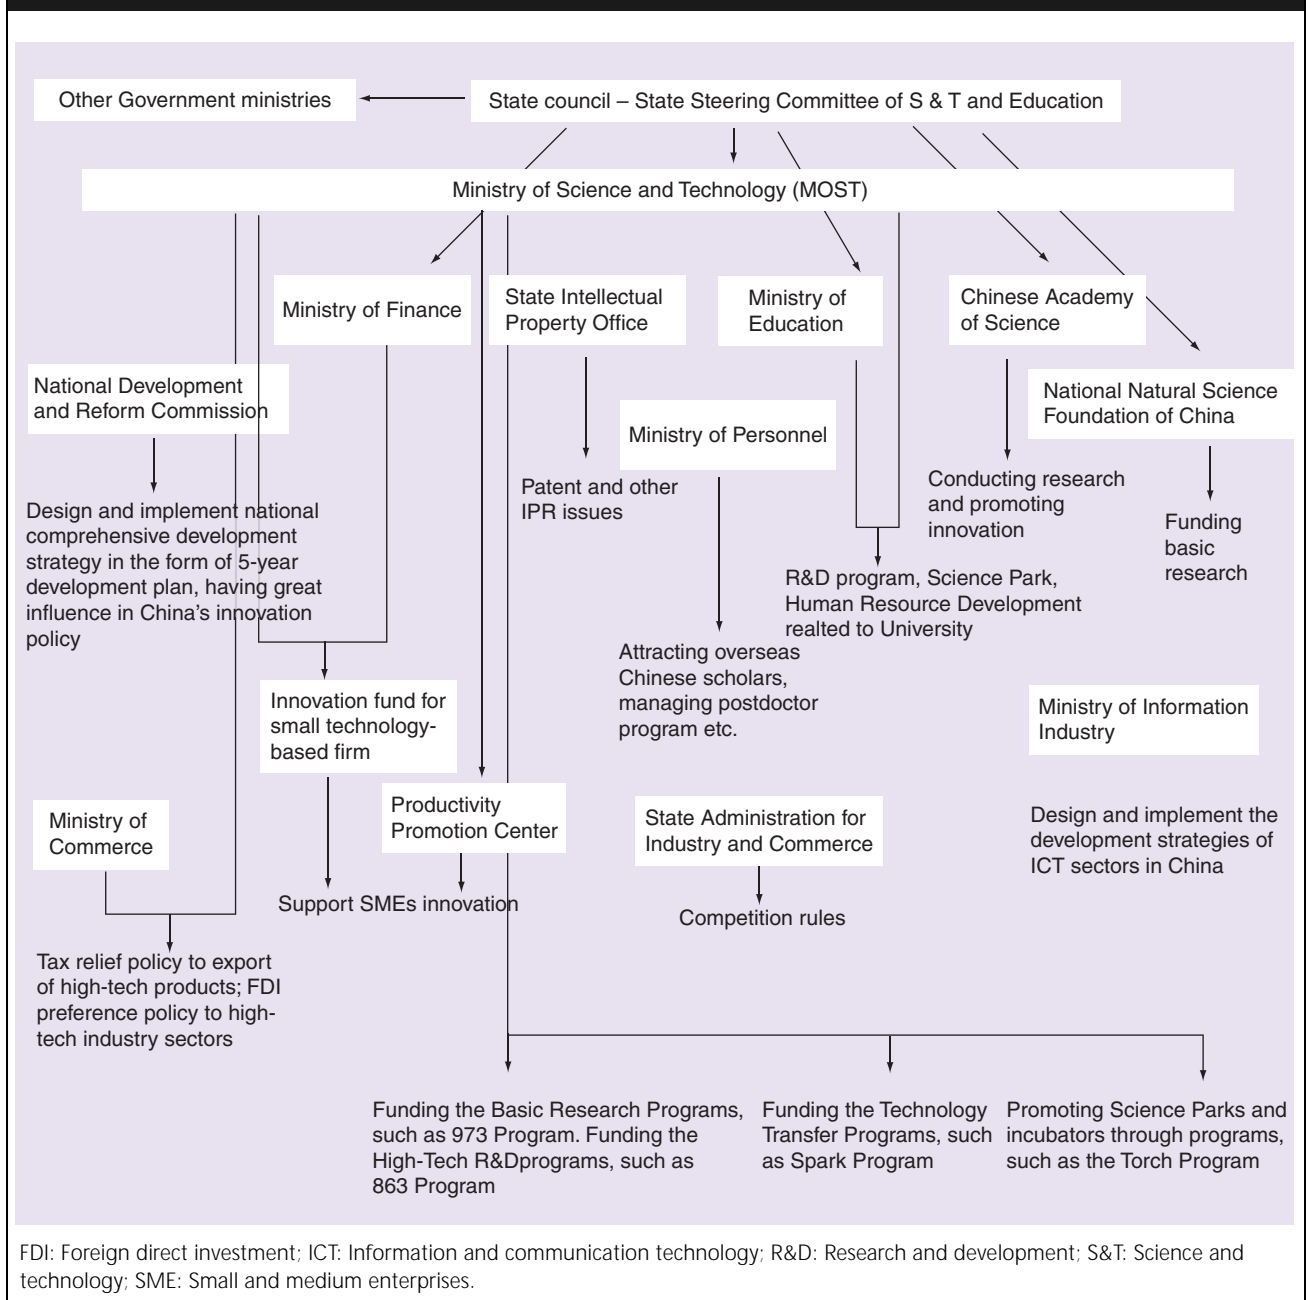 Other Government ministries
State council – State Steering Committee of S & T and Education
Ministry of Science and Technology (MOST)
Ministry of Finance
State Intellectual
Property Office
Ministry of
Education
Chinese Academy
of Science
National Development
and Reform Commission
National Natural Science
Foundation of China
Ministry of Personnel
Patent and other
IPR issues
Conducting research
and promoting
innovation
Design and implement national
comprehensive development
strategy in the form of 5-year
development plan, having great
influence in China’s innovation
policy
Funding
basic
research
R&D program, Science Park,
Human Resource Development
realted to University
Attracting overseas
Chinese scholars,
managing postdoctor
program etc.
Innovation fund for
small technology-
based firm
Ministry of Information
Industry
Productivity
Promotion Center
State Administration for
Industry and Commerce
Ministry of
Commerce
Design and implement the
development strategies of
ICT sectors in China
Support SMEs innovation
Competition rules
Tax relief policy to export
of high-tech products; FDI
preference policy to high-
tech industry sectors
Funding the Basic Research Programs,
such as 973 Program. Funding the
High-Tech R&Dprograms, such as
863 Program
Funding the Technology
Transfer Programs, such
as Spark Program
Promoting Science Parks and
incubators through programs,
such as the Torch Program
FDI: Foreign direct investment; ICT: Information and communication technology; R&D: Research and development; S&T: Science and
technology; SME: Small and medium enterprises.